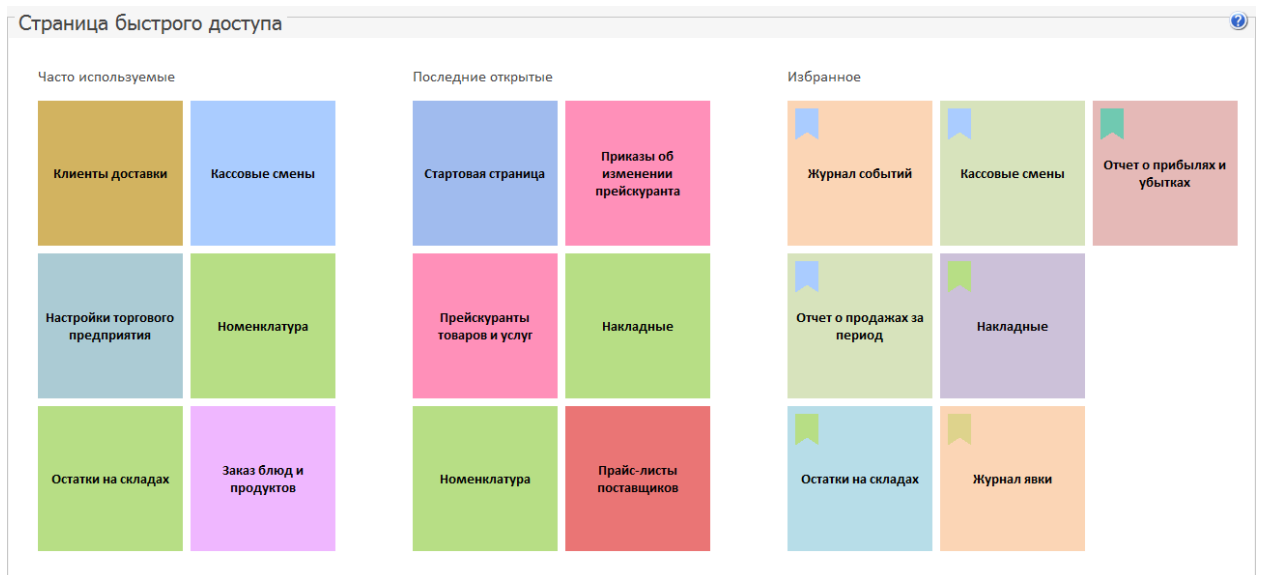 Страница быстрого доступа
Часто используемые
Клиенты доставки
Кассовые смены
Настройки торгового
предприятия
Номенклатура
Остатки на складах
Заказ блюд и
продуктов
Последние открытые
Стартовая страница
Приказы об
изменении
прейскуранта
Прейскуранты
товаров и услуг
Накладные
Номенклатура
Прайс-листы
поставщиков
Избранное
Журнал событий
Кассовые смены
Отчет о прибылях и
убытках
Отчет о продажах за
период
Накладные
Остатки на складах
Журнал явки